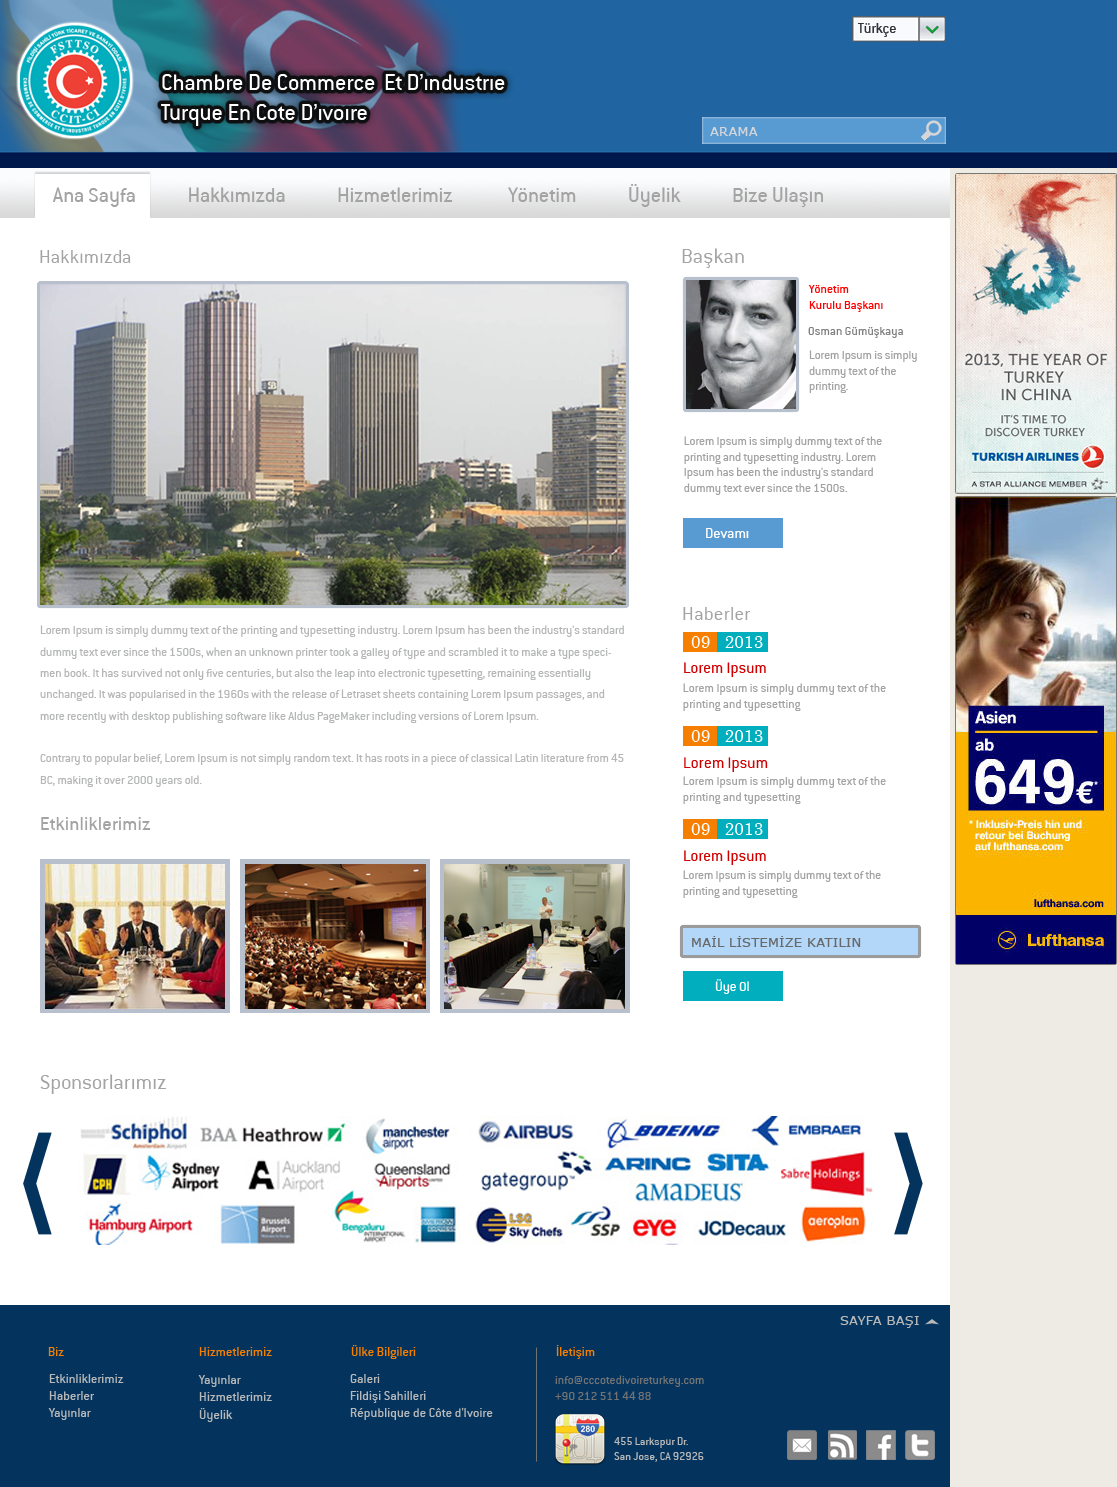 FSTTSO
CCIT-CI
Chambre De Commerce Et D'ındustrıe
Turque En Cote D'ıvoıre
Türkçe
ARAMA
Ana Sayfa
Hakkımızda
Hizmetlerimiz
Yönetim
Üyelik
Bize Ulaşın
Hakkımızda
Lorem Ipsum is simply dummy text of the printing and typesetting industry. Lorem Ipsum has been the industry's standard
dummy text ever since the 1500s, when an unknown printer took a galley of type and scrambled it to make a type speci-
men book. It has survived not only five centuries, but also the leap into electronic typesetting, remaining essentially
unchanged. It was popularised in the 1960s with the release of Letraset sheets containing Lorem Ipsum passages, and
more recently with desktop publishing software like Aldus PageMaker including versions of Lorem Ipsum.
Contrary to popular belief, Lorem Ipsum is not simply random text. It has roots in a piece of classical Latin literature from 45
BC, making it over 2000 years old.
Etkinliklerimiz
Başkan
Yönetim
Kurulu Başkanı
Osman Gümüşkaya
Lorem Ipsum is simply
dummy text of the
printing.
Lorem Ipsum is simply dummy text of the
printing and typesetting industry. Lorem
Ipsum has been the industry's standard
dummy text ever since the 1500s.
Devamı
Haberler
09 2013
Lorem Ipsum
Lorem Ipsum is simply dummy text of the
printing and typesetting
09 2013
Lorem Ipsum
Lorem Ipsum is simply dummy text of the
printing and typesetting
09 2013
Lorem Ipsum
Lorem Ipsum is simply dummy text of the
printing and typesetting
MAİL LİSTEMİZE KATILIN
Üye Ol
2013, THE YEAR OF
TURKEY
IN CHINA
IT'S TIME TO
DISCOVER TURKEY
TURKISH AIRLINES
A STAR ALLIANCE MEMBER
Asien
ab
649€*
* Inklusiv-Preis hin und
retour bei Buchung
auf lufthansa.com
lufthansa.com
Lufthansa
Sponsorlarımız
Schiphol
Amsterdam Airport
BAA Heathrow
manchester
airport
AIRBUS
BOEING
EMBRAER
CPH
Sydney
Airport
Auckland
Airport
Queensland
Airports LIMITED
gategroup
ARINC
SITA
amadeus
Sabre Holdings
Hamburg Airport
Brussels
Airport
Bengaluru
INTERNATIONAL
AIRPORT
AMERICAN
EXPRESS
LSG
Sky Chefs
SSP
eye
JCDecaux
aeroplan
SAYFA BAŞI
Biz
Etkinliklerimiz
Haberler
Yayınlar
Hizmetlerimiz
Yayınlar
Hizmetlerimiz
Üyelik
Ülke Bilgileri
Galeri
Fildişi Sahilleri
République de Côte d'Ivoire
İletişim
info@cccotedivoireturkey.com
+90 212 511 44 88
280
455 Larkspur Dr.
San Jose, CA 92926